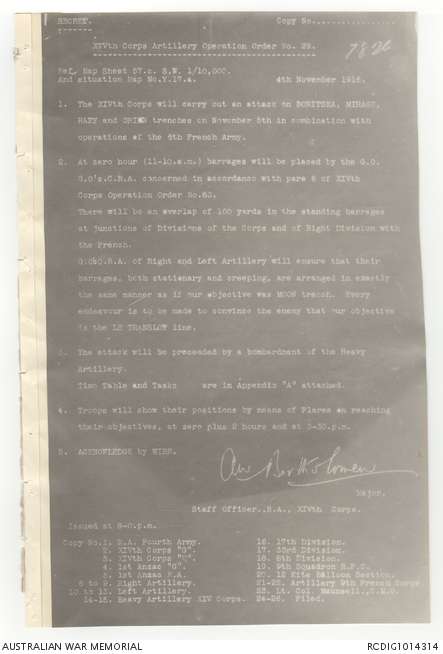 SECRET. Copy No...............
XIVth Corps Artillery Operation Order No. 29.
7826
Ref. Map Sheet 57.c. S.W. 1/10,000.
And situation Map No.Y.17.a. 4th November 1916.
1. The XIVth Corps will carry out an attack on BORITSKA, MIRAGE,
HAZY and ORION trenches on November 5th in combination with
operations of the 4th French Army.
2. At zero hour (11-10.a.m.) barrages will be placed by the G.O.
C.O's.C.R.A. concerned in accordance with para 6 of XIVth
Corps Operation Order No.63.
There will be an overlap of 100 yards in the standing barrages
at junctions of Divisions of the Corps and of Right Division with
the French.
C.R.A. of Right and Left Artillery will ensure that their
barrages, both stationary and creeping, are arranged in exactly
the same manner as if our objective was MOON trench. Every
endeavour is to be made to convince the enemy that our objective
is the LE TRANSLOY line.
3. The attack will be preceeded by a bombardment of the Heavy
Artillery.
Time Table and Tasks are in Appendix "A" attached.
4. Troops will show their positions by means of Flares on reaching
their objectives, at zero plus 2 hours and at 3-30.p.m.
5. ACKNOWLEDGE by WIRE.
Bartholomew
Major.
Staff Officer.,R.A., XIVth Corps.
Issued at 8-0.p.m.
Copy No.1; R.A. Fourth Army. 16. 17th Division.
2. XIVth Corps "G". 17. 33rd Division.
3. XIVth Corps "Q". 18. 8th Division.
4. 1st Anzac "G". 19. 9th Squadron R.F.C.
5. 1st Anzac R.A. 20. 12 Kite Balloon Section.
6 to 9. Right Artillery. 21-22. Artillery 9th French Corps.
10 to 13. Left Artillery. 23. Lt. Col. Maunsell.,C.M.G.
14-15. Heavy Artillery XIV Corps. 24-26. Filed.
AUSTRALIAN WAR MEMORIAL RCDIG1014314